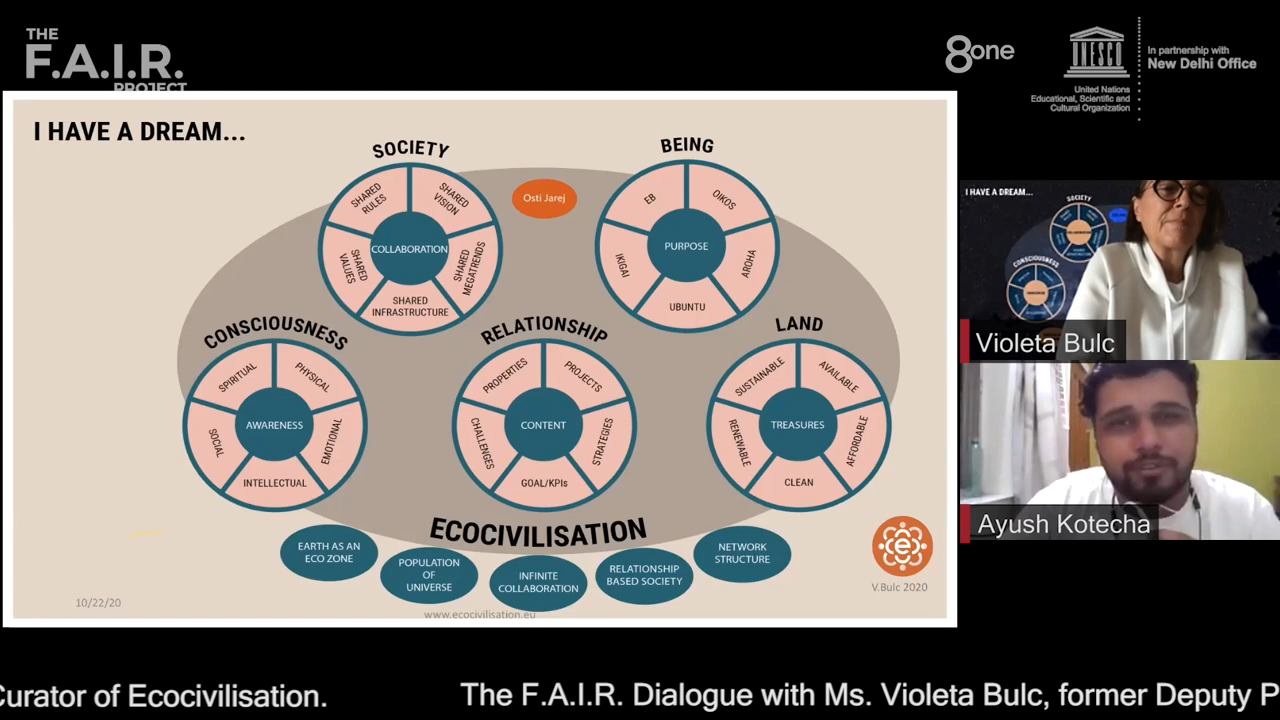 THE
F.A.I.R.
PROJECT
8one
UNESCO
United Nations
Educational, Scientific and
Cultural Organization
In partnership with
New Delhi Office
I HAVE A DREAM...
SOCIETY
COLLABORATION
SHARED
RULES
SHARED
VISION
SHARED
VALUES
SHARED
MEGATRENDS
SHARED
INFRASTRUCTURE
Osti Jarej
BEING
PURPOSE
EB
OIKOS
IKIGAI
AROHA
UBUNTU
CONSCIOUSNESS
AWARENESS
SPIRITUAL
PHYSICAL
SOCIAL
EMOTIONAL
INTELLECTUAL
RELATIONSHIP
CONTENT
PROPERTIES
PROJECTS
CHALLENGES
STRATEGIES
GOAL/KPIs
LAND
TREASURES
SUSTAINABLE
AVAILABLE
RENEWABLE
AFFORDABLE
CLEAN
ECOCIVILISATION
EARTH AS AN
ECO ZONE
POPULATION
OF
UNIVERSE
INFINITE
COLLABORATION
RELATIONSHIP
BASED SOCIETY
NETWORK
STRUCTURE
e
V.Bulc 2020
10/22/20
www.ecocivilisation.eu
I HAVE A DREAM...
SOCIETY
CONSCIOUSNESS
Violeta Bulc
Ayush Kotecha
Curator of Ecocivilisation.
The F.A.I.R. Dialogue with Ms. Violeta Bulc, former Deputy P